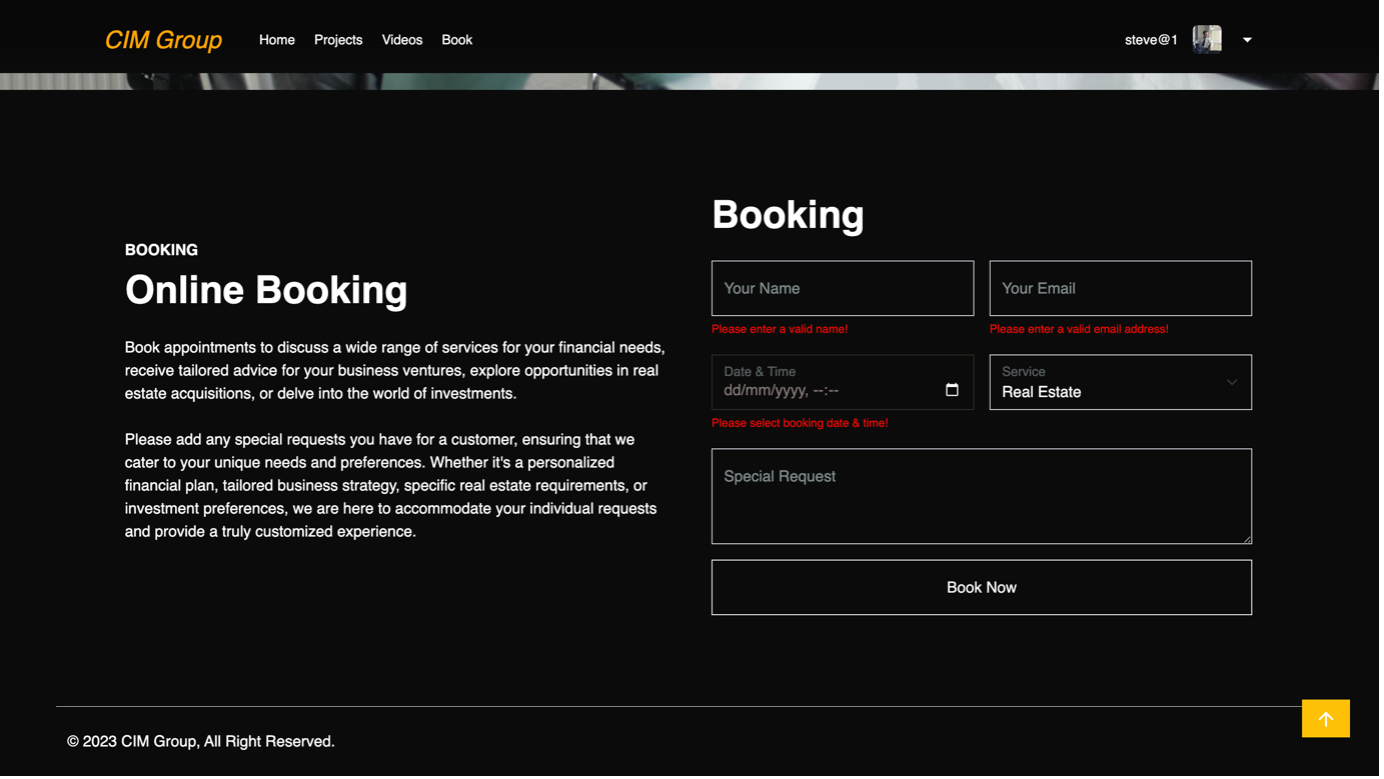 CIM Group
Home
Projects
Videos
Book
steve@1
BOOKING
Online Booking
Book appointments to discuss a wide range of services for your financial needs,
receive tailored advice for your business ventures, explore opportunities in real
estate acquisitions, or delve into the world of investments.
Please add any special requests you have for a customer, ensuring that we
cater to your unique needs and preferences. Whether it's a personalized
financial plan, tailored business strategy, specific real estate requirements, or
investment preferences, we are here to accommodate your individual requests
and provide a truly customized experience.
Booking
Your Name
Your Email
Please enter a valid name!
Please enter a valid email address!
Date & Time
dd/mm/yyyy, --:--
Service
Real Estate
Please select booking date & time!
Special Request
Book Now
© 2023 CIM Group, All Right Reserved.